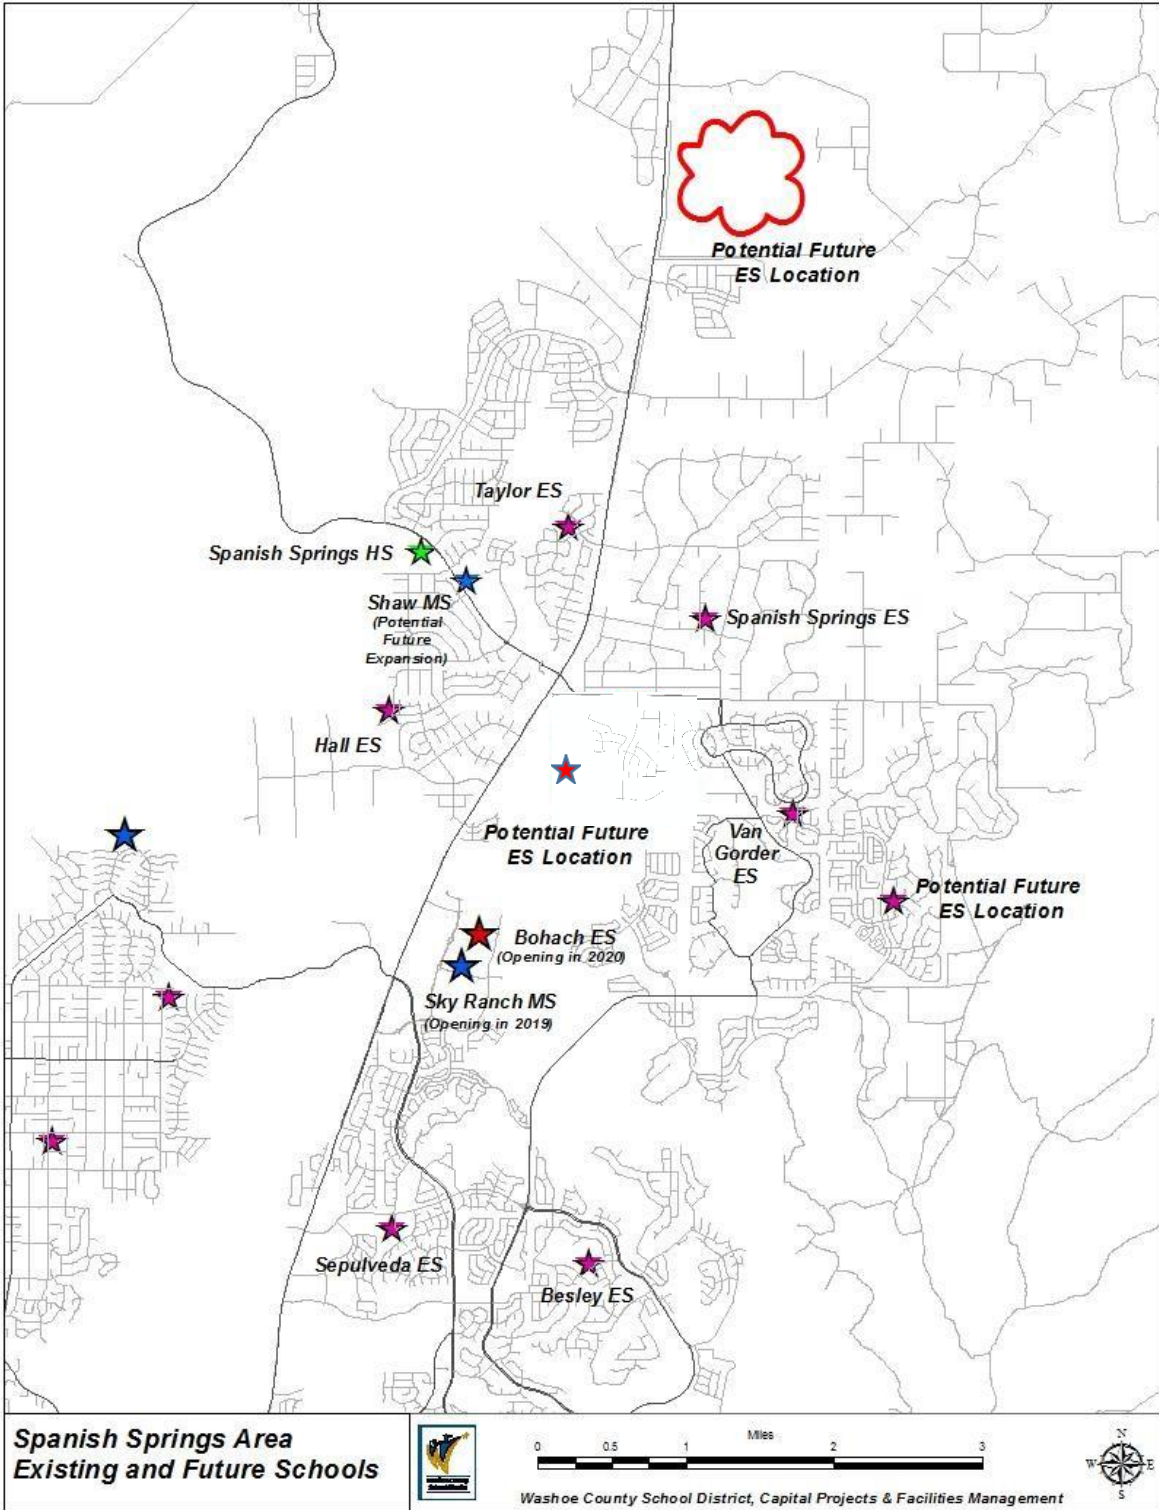 Potential Future
ES Location
Taylor ES
Spanish Springs HS
Shaw MS
(Potential
Future
Expansion)
Spanish Springs ES
Hall ES
Potential Future
ES Location
Van
Gorder
ES
Potential Future
ES Location
Bohach ES
(Opening in 2020)
Sky Ranch MS
(Opening in 2019)
Sepulveda ES
Besley ES
Spanish Springs Area
Existing and Future Schools
Miles
0 0.5 1 2 3
Washoe County School District, Capital Projects & Facilities Management
N
W E
S